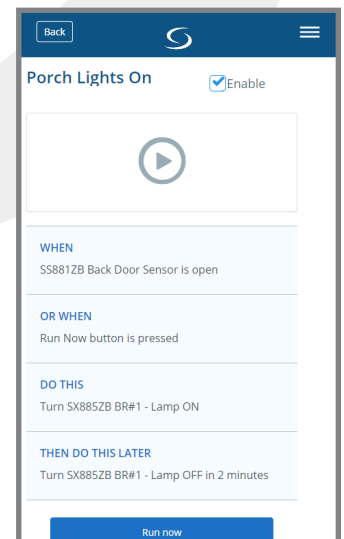 Back
Porch Lights On
Enable
WHEN
SS881ZB Back Door Sensor is open
OR WHEN
Run Now button is pressed
DO THIS
Turn SX885ZB BR#1 - Lamp ON
THEN DO THIS LATER
Turn SX885ZB BR#1 - Lamp OFF in 2 minutes
Run now